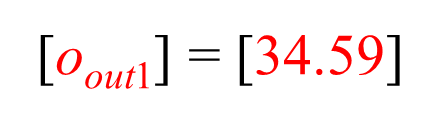 [o_out1] = [34.59]